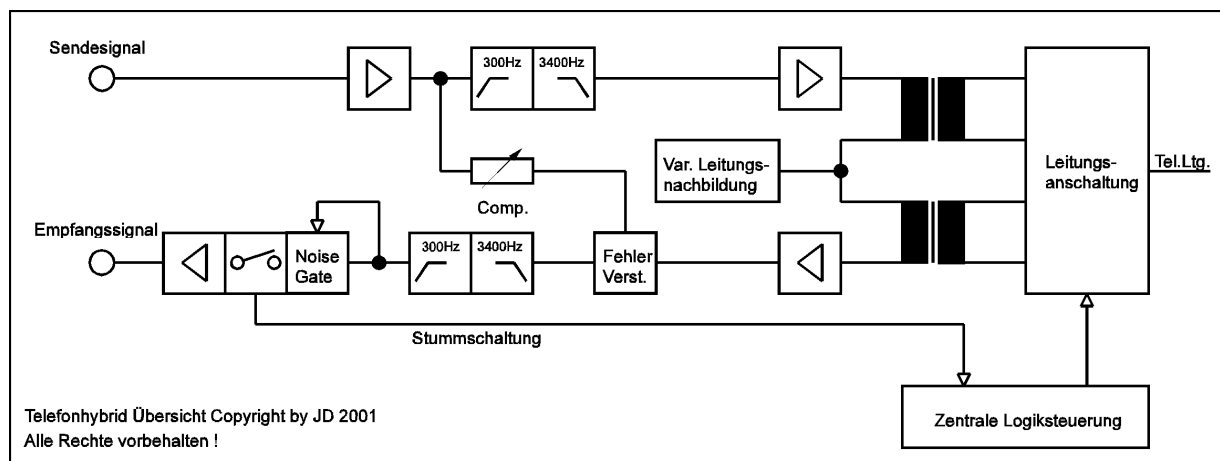 Sendesignal
300Hz
3400Hz
Var. Leitungs-
nachbildung
Leitungs-
anschaltung
Tel.Ltg.
Comp.
Empfangssignal
Noise
Gate
300Hz
3400Hz
Fehler
Verst.
Stummschaltung
Zentrale Logiksteuerung
Telefonhybrid Übersicht Copyright by JD 2001
Alle Rechte vorbehalten !